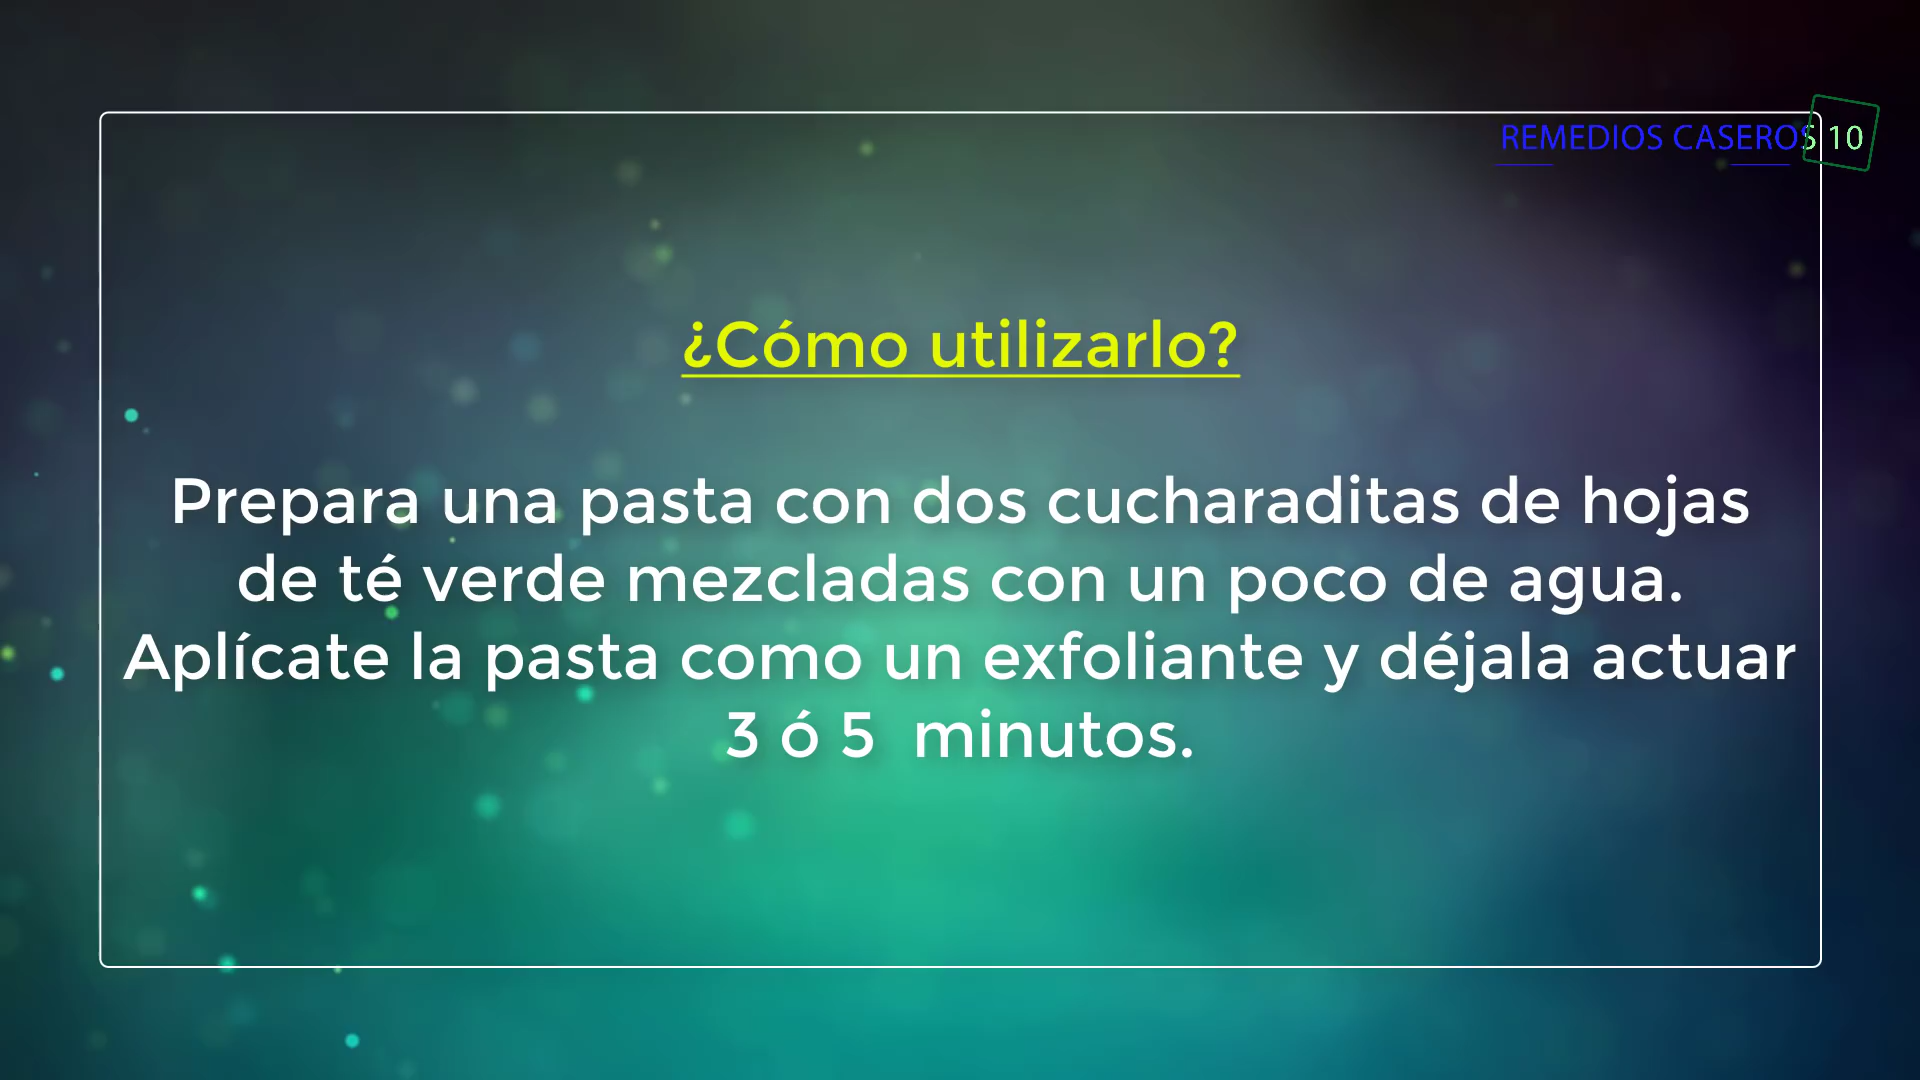 REMEDIOS CASEROS 10
¿Cómo utilizarlo?
Prepara una pasta con dos cucharaditas de hojas
de té verde mezcladas con un poco de agua.
Aplícate la pasta como un exfoliante y déjala actuar
3 ó 5  minutos.